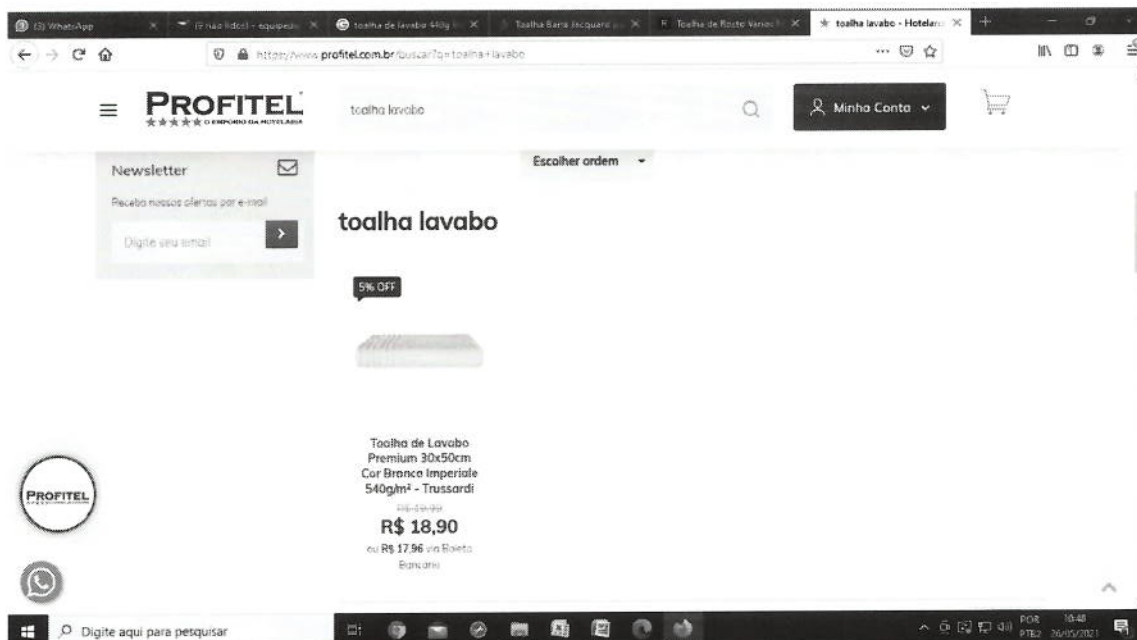 (3) WhatsApp
toalha de lavabo 440g
Toalha Barra Jacquard
Toalha de Rosto Varias
toalha lavabo - Hotelaria
https://www.profitel.com.br/buscar?q=toalha+lavabo
PROFITEL
O EMPÓRIO DA HOTELARIA
toalha lavabo
Minha Conta
Newsletter
Receba nossas ofertas por e-mail
Digite seu email
Escolher ordem
toalha lavabo
5% OFF
Toalha de Lavabo
Premium 30x50cm
Cor Branco Imperiale
540g/m² - Trussardi
R$ 19,90
R$ 18,90
ou R$ 17,96 via Boleto
Bancário
PROFITEL
Digite aqui para pesquisar
POR
PTB2
10:48
26/05/2021